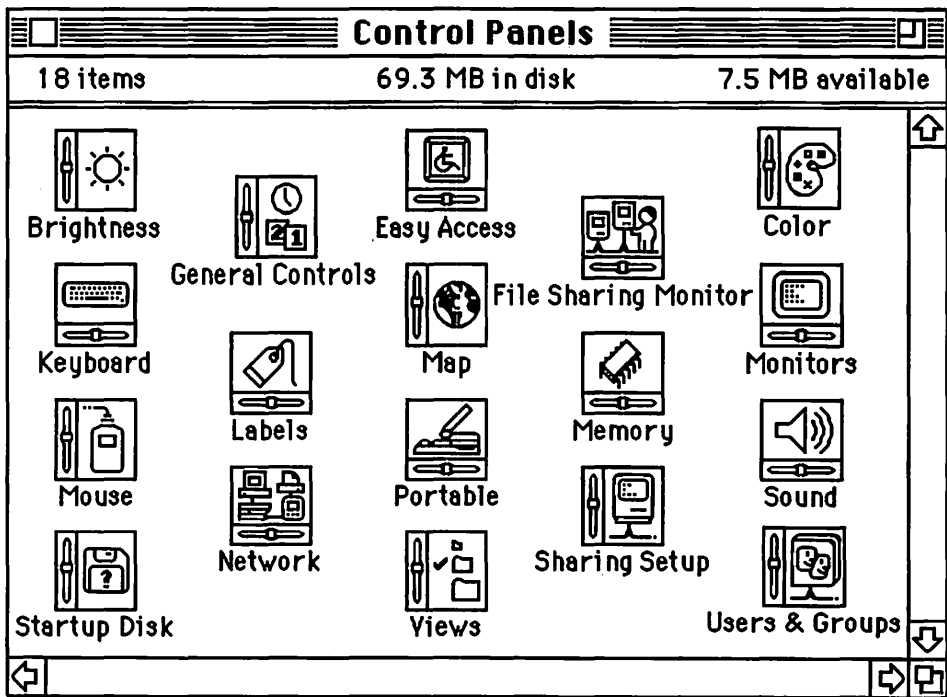 Control Panels
18 items 69.3 MB in disk 7.5 MB available
Brightness
General Controls
2 1
Easy Access
File Sharing Monitor
Color
Keyboard
Labels
Map
Memory
Monitors
Mouse
Network
Portable
Sharing Setup
Sound
Startup Disk
?
Views
Users & Groups